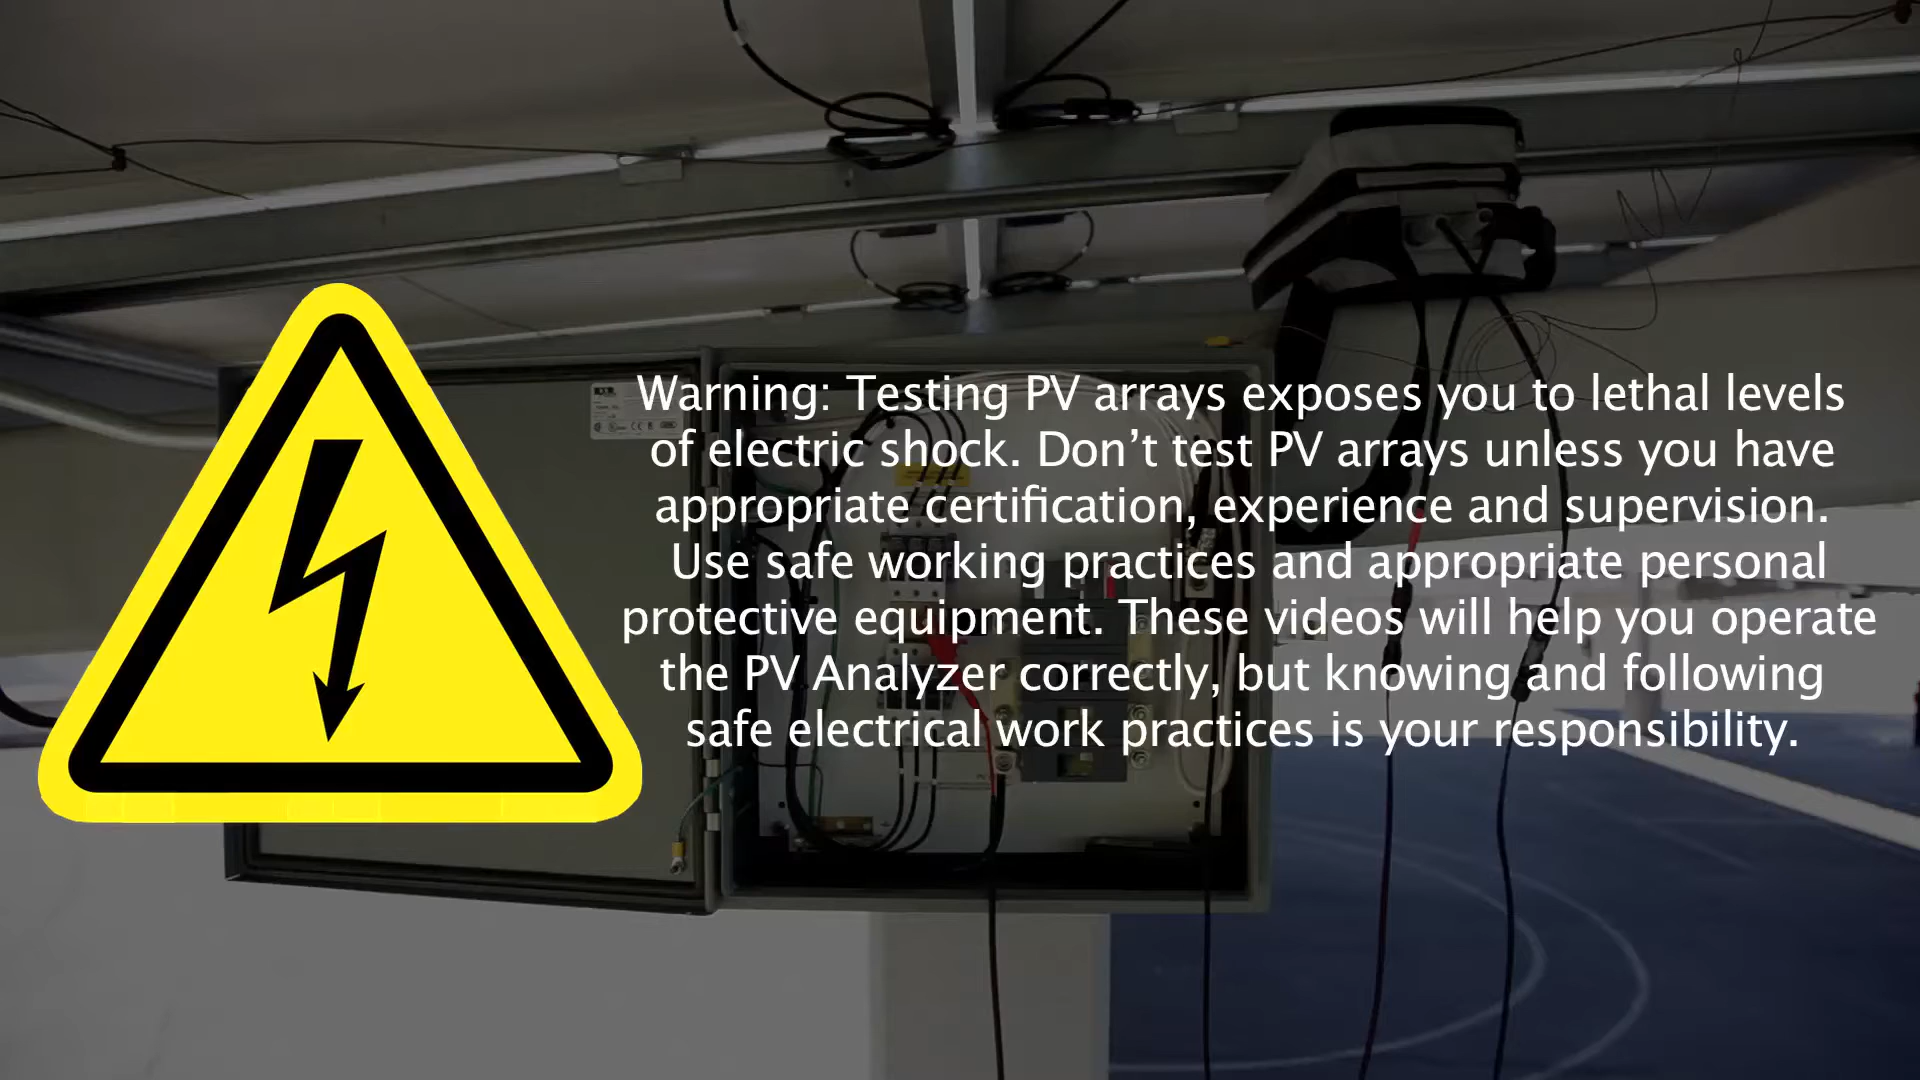 Warning: Testing PV arrays exposes you to lethal levels
of electric shock. Don’t test PV arrays unless you have
appropriate certification, experience and supervision.
Use safe working practices and appropriate personal
protective equipment. These videos will help you operate
the PV Analyzer correctly, but knowing and following
safe electrical work practices is your responsibility.